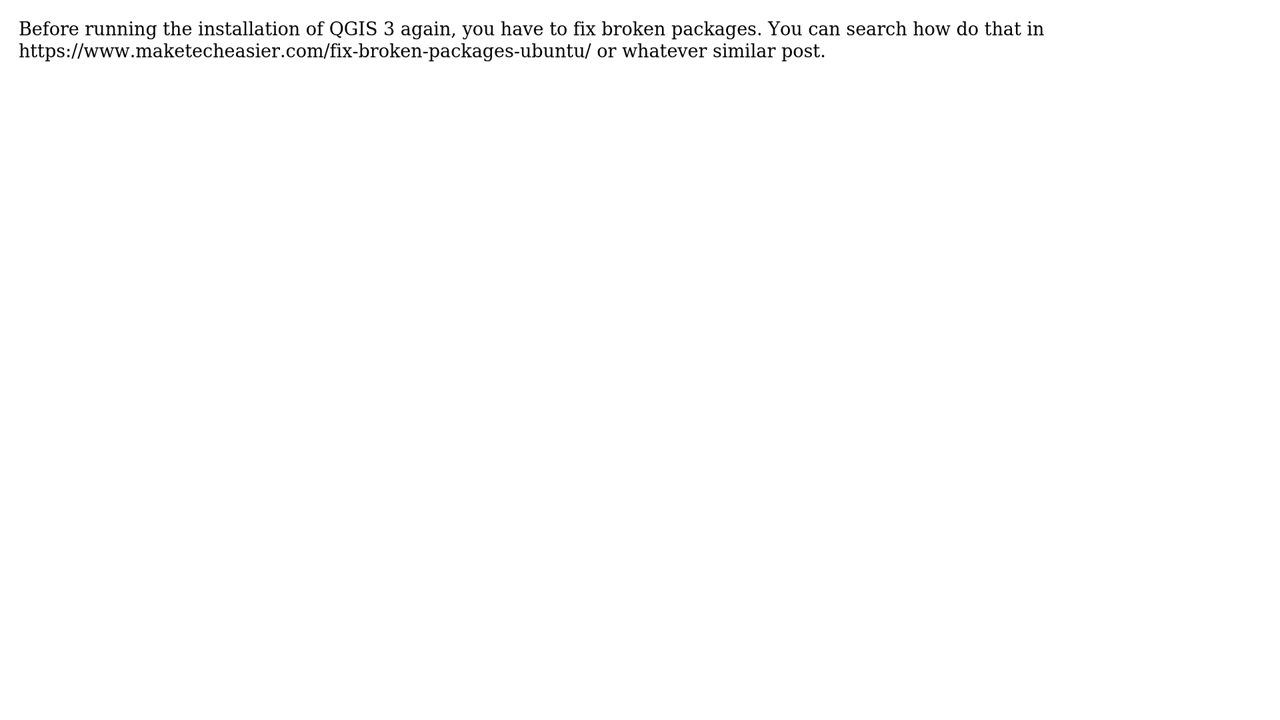 Before running the installation of QGIS 3 again, you have to fix broken packages. You can search how do that in
https://www.maketecheasier.com/fix-broken-packages-ubuntu/ or whatever similar post.